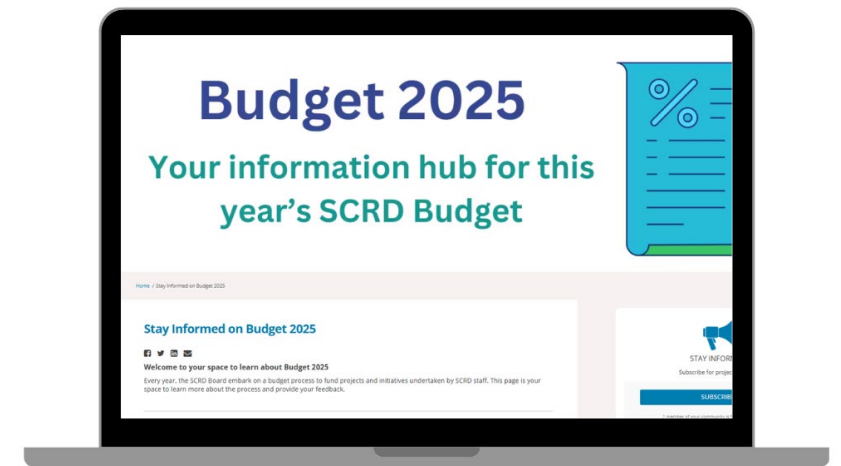 Budget 2025
Your information hub for this
year's SCRD Budget
Home / Stay Informed on Budget 2025
Stay Informed on Budget 2025
Welcome to your space to learn about Budget 2025
Every year, the SCRD Board embark on a budget process to fund projects and initiatives undertaken by SCRD staff. This page is your
space to learn more about the process and provide your feedback.
STAY INFOR
Subscribe for projec
SUBSCRIB